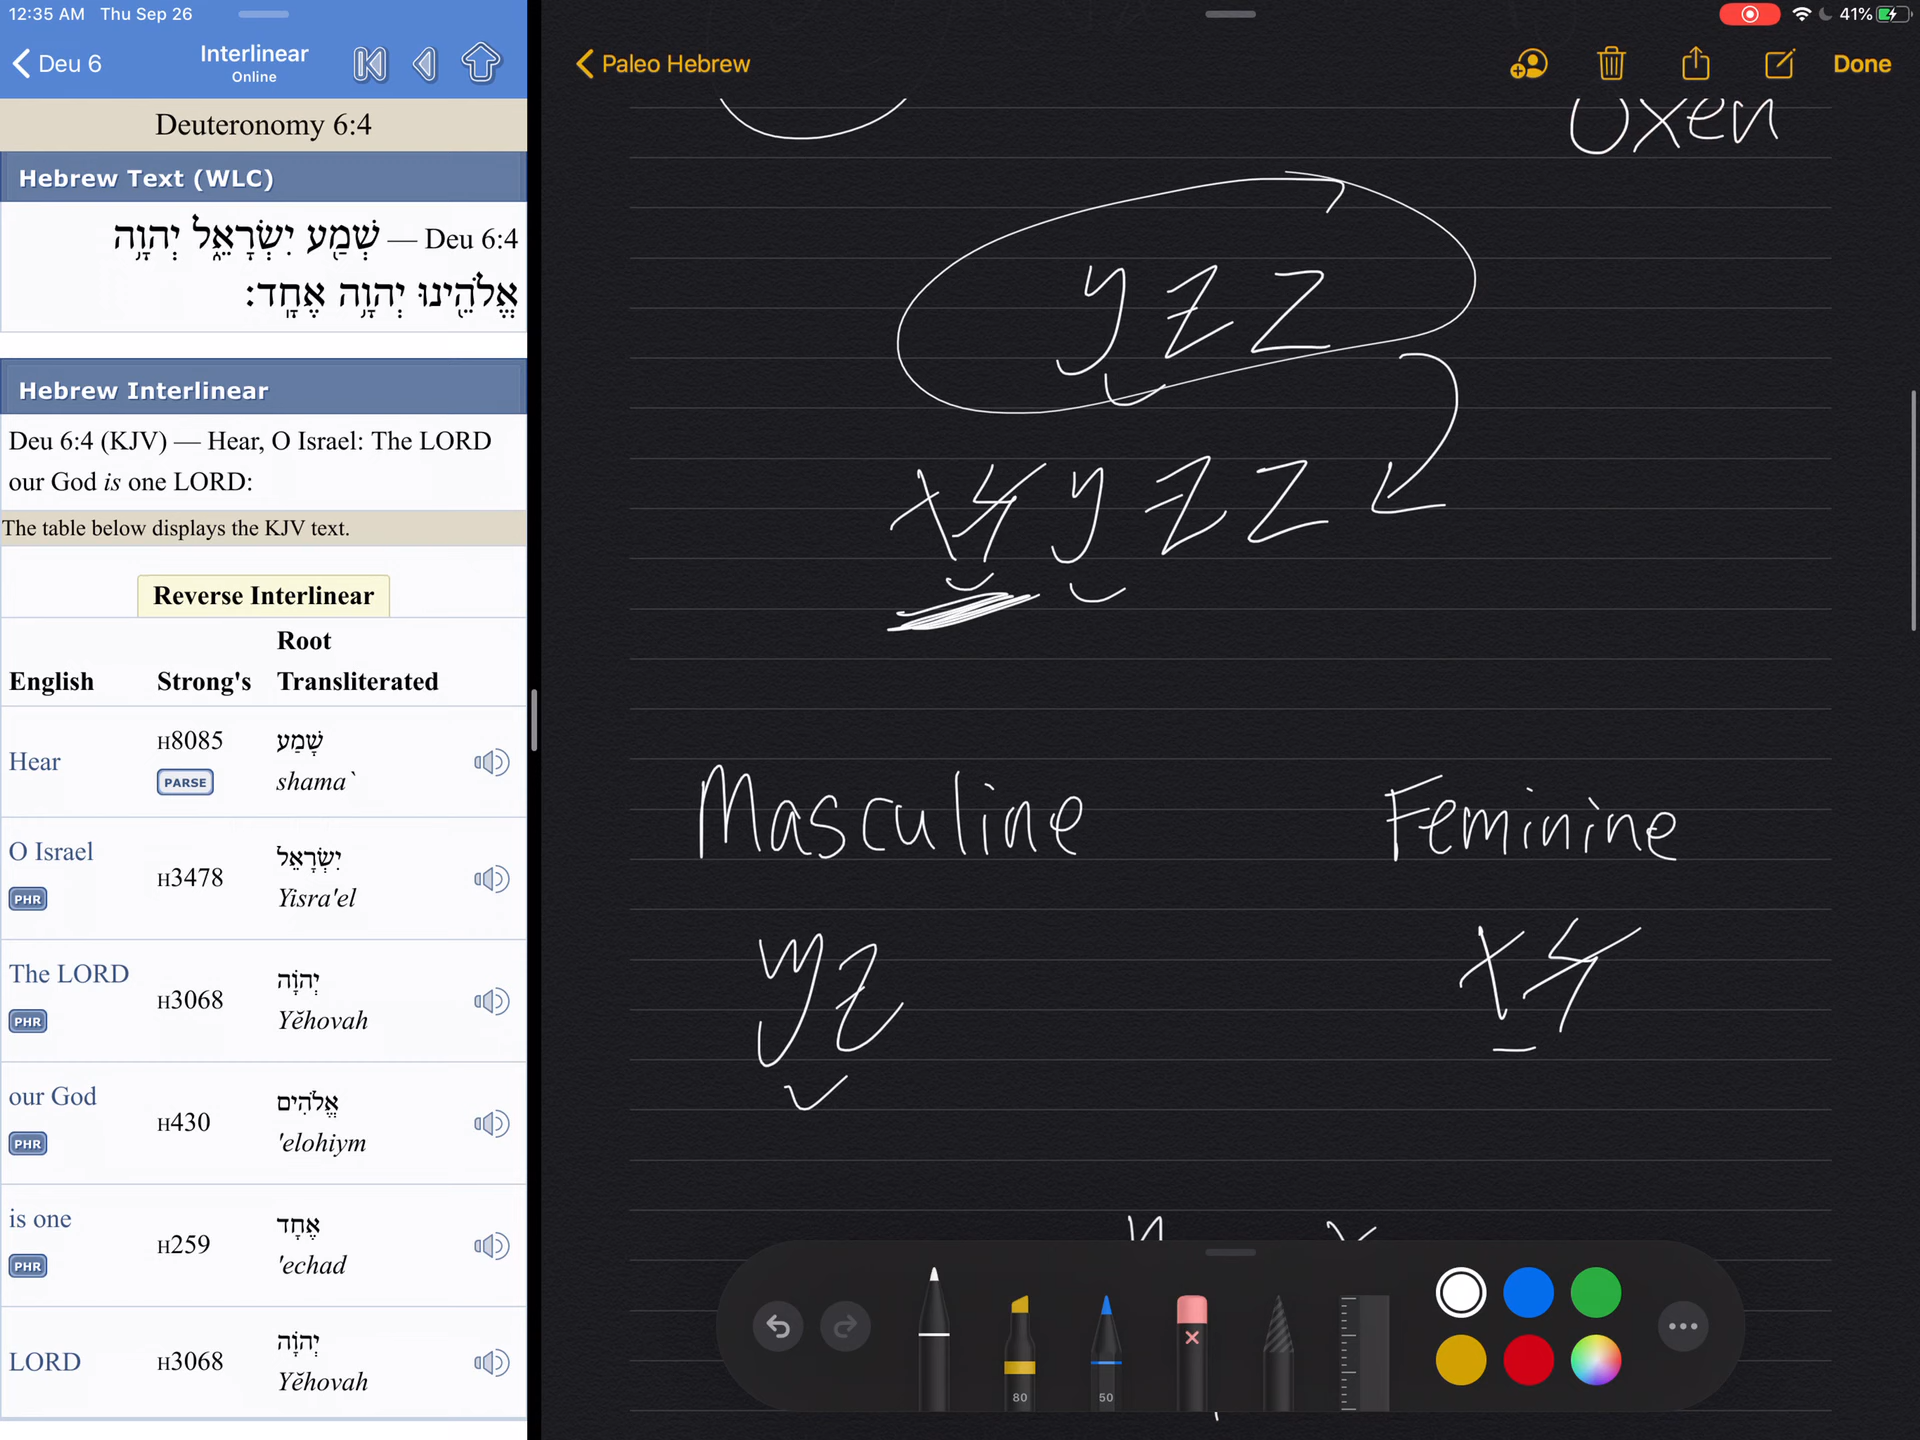 12:35 AM Thu Sep 26
Deu 6
Interlinear
Online
Deuteronomy 6:4
Hebrew Text (WLC)
Deu 6:4 — שְׁמַ֖ע יִשְׂרָאֵ֑ל יְהוָ֥ה
אֱלֹהֵ֖ינוּ יְהוָ֥ה אֶחָֽד׃
Hebrew Interlinear
Deu 6:4 (KJV) — Hear, O Israel: The LORD
our God is one LORD:
The table below displays the KJV text.
Reverse Interlinear
English Strong's Root Transliterated
Hear H8085 PARSE שָׁמַע shama`
O Israel PHR H3478 יִשְׂרָאֵל Yisra'el
The LORD PHR H3068 יְהֹוָה Yĕhovah
our God PHR H430 אֱלֹהִים 'elohiym
is one PHR H259 אֶחָד 'echad
LORD H3068 יְהֹוָה Yĕhovah
41%
Paleo Hebrew
Done
Oxen
Masculine Feminine
80 50